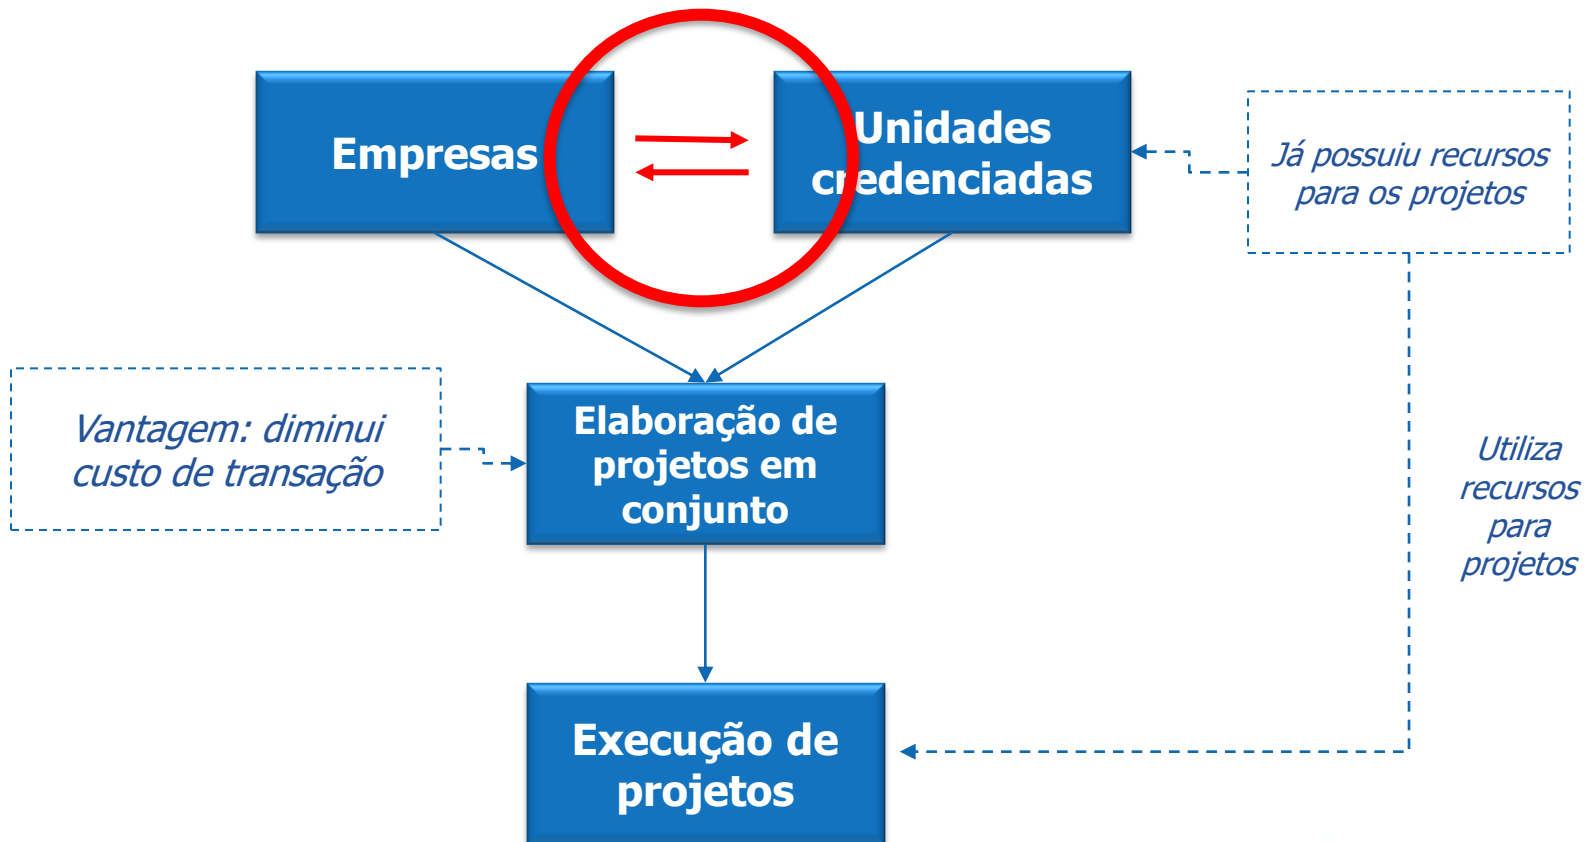 Empresas
Unidades
credenciadas
Já possuiu recursos
para os projetos
Vantagem: diminui
custo de transação
Elaboração de
projetos em
conjunto
Utiliza
recursos
para
projetos
Execução de
projetos